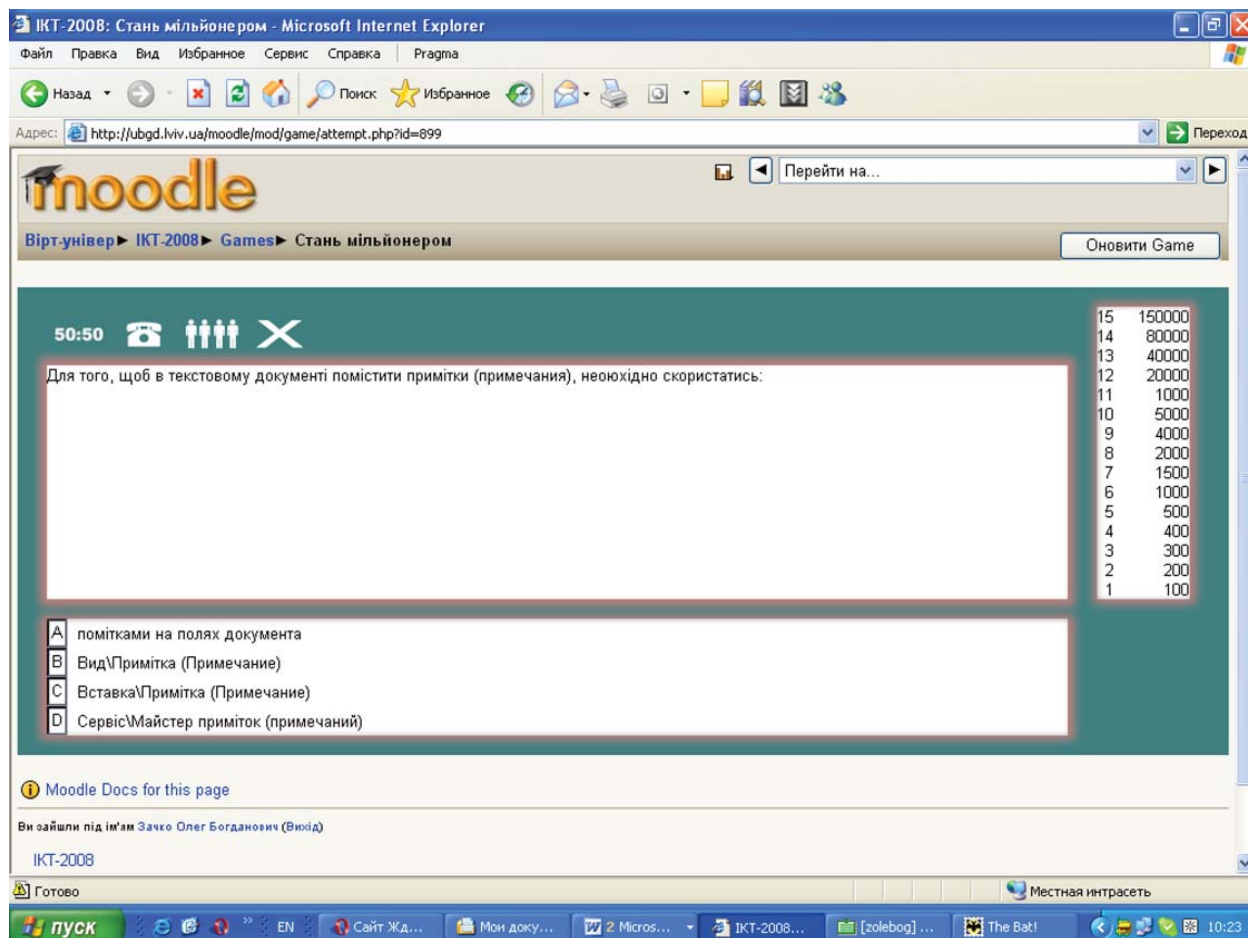 ІКТ-2008: Стань мільйонером - Microsoft Internet Explorer
Файл Правка Вид Избранное Сервис Справка Pragma
Назад Поиск Избранное
Адрес: http://ubgd.lviv.ua/moodle/mod/game/attempt.php?id=899 Переход
moodle Перейти на...
Вірт-універ► ІКТ-2008► Games► Стань мільйонером Оновити Game
50:50
Для того, щоб в текстовому документі помістити примітки (примечания), неоюхідно скористатись:
15 150000
14 80000
13 40000
12 20000
11 1000
10 5000
9 4000
8 2000
7 1500
6 1000
5 500
4 400
3 300
2 200
1 100
A помітками на полях документа
B Вид\Примітка (Примечание)
C Вставка\Примітка (Примечание)
D Сервіс\Майстер приміток (примечаний)
Moodle Docs for this page
Ви зайшли під ім'ям Зачко Олег Богданович (Вихід)
ІКТ-2008
Готово Местная интрасеть
пуск EN Сайт Жд... Мои доку... 2 Micros... ІКТ-2008... [zolebog] ... The Bat! 10:23